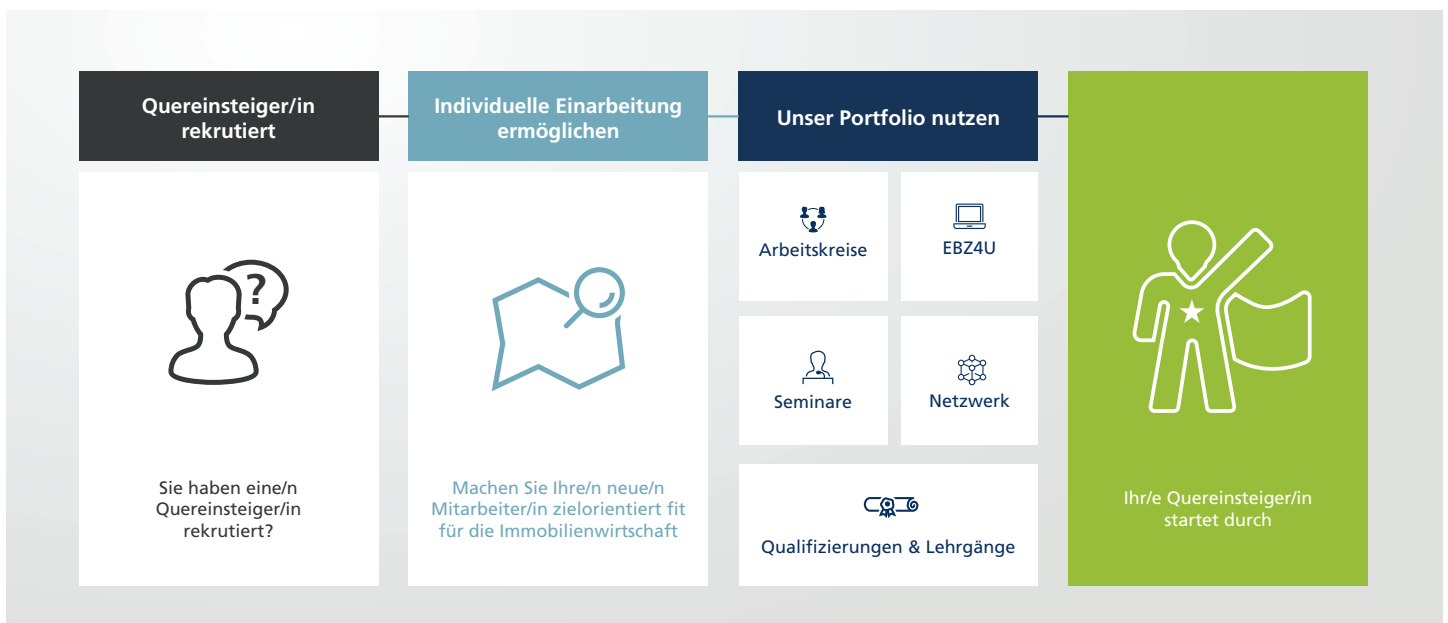 Quereinsteiger/in
rekrutiert
Sie haben eine/n
Quereinsteiger/in
rekrutiert?
Individuelle Einarbeitung
ermöglichen
Machen Sie Ihre/n neue/n
Mitarbeiter/in zielorientiert fit
für die Immobilienwirtschaft
Unser Portfolio nutzen
Arbeitskreise
EBZ4U
Seminare
Netzwerk
Qualifizierungen & Lehrgänge
Ihr/e Quereinsteiger/in
startet durch